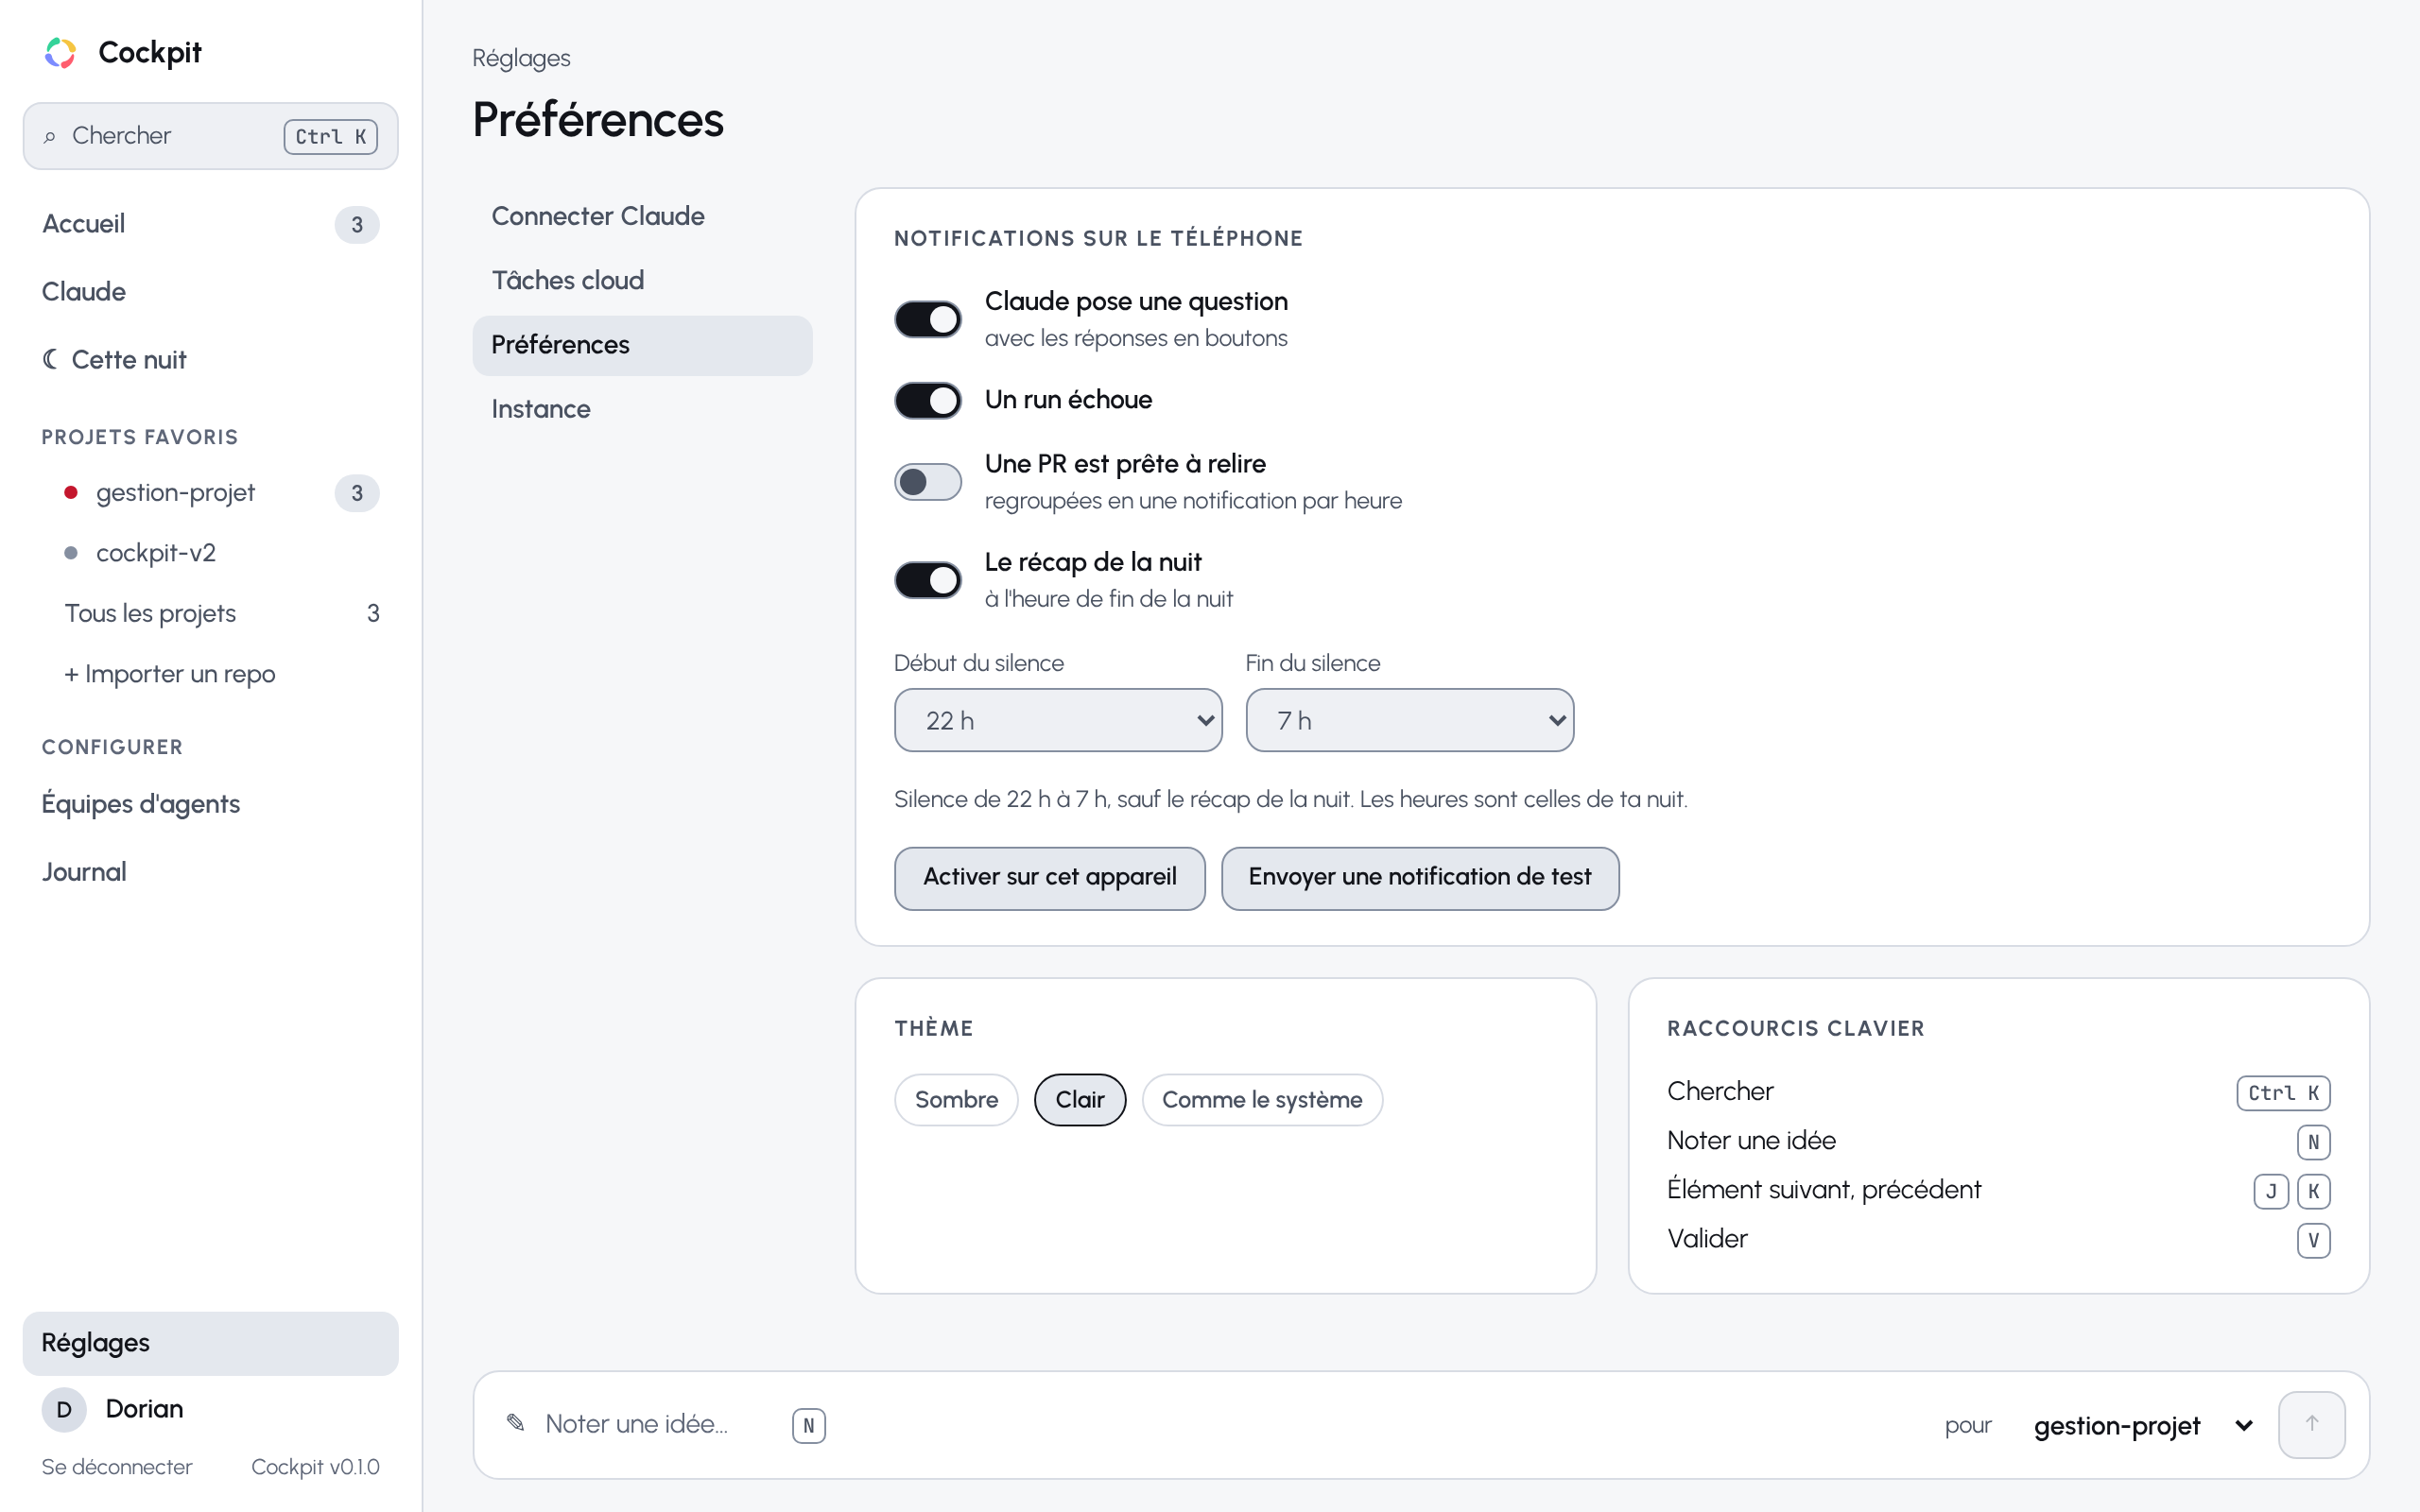 Cockpit
Chercher Ctrl K
Accueil 3
Claude
Cette nuit
PROJETS FAVORIS
gestion-projet 3
cockpit-v2
Tous les projets 3
+ Importer un repo
CONFIGURER
Équipes d'agents
Journal
Réglages
D Dorian
Se déconnecter Cockpit v0.1.0
Réglages
Préférences
Connecter Claude
Tâches cloud
Préférences
Instance
NOTIFICATIONS SUR LE TÉLÉPHONE
Claude pose une question
avec les réponses en boutons
Un run échoue
Une PR est prête à relire
regroupées en une notification par heure
Le récap de la nuit
à l'heure de fin de la nuit
Début du silence Fin du silence
22 h 7 h
Silence de 22 h à 7 h, sauf le récap de la nuit. Les heures sont celles de ta nuit.
Activer sur cet appareil Envoyer une notification de test
THÈME
Sombre Clair Comme le système
RACCOURCIS CLAVIER
Chercher Ctrl K
Noter une idée N
Élément suivant, précédent J K
Valider V
Noter une idée... N pour gestion-projet